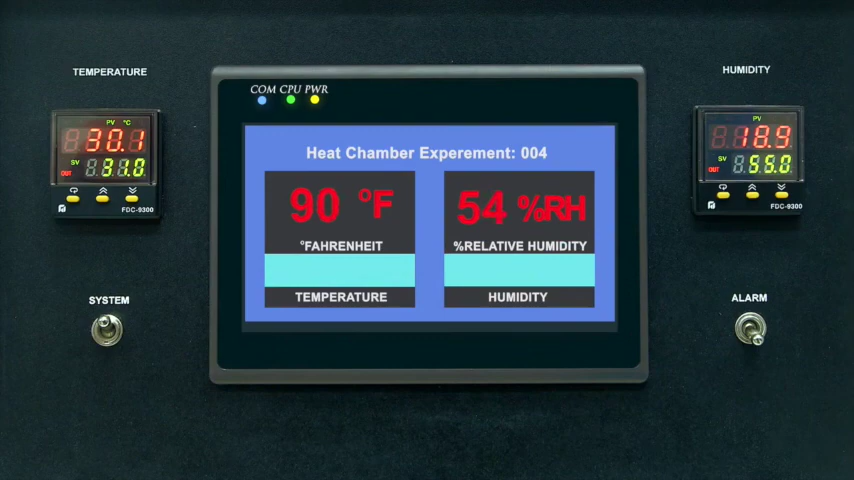 TEMPERATURE
PV °C
30.1
SV
31.0
OUT
FDC-9300
SYSTEM
COM CPU PWR
Heat Chamber Experement: 004
90 °F
°FAHRENHEIT
TEMPERATURE
54 %RH
%RELATIVE HUMIDITY
HUMIDITY
HUMIDITY
PV
18.9
SV
55.0
OUT
FDC-9300
ALARM